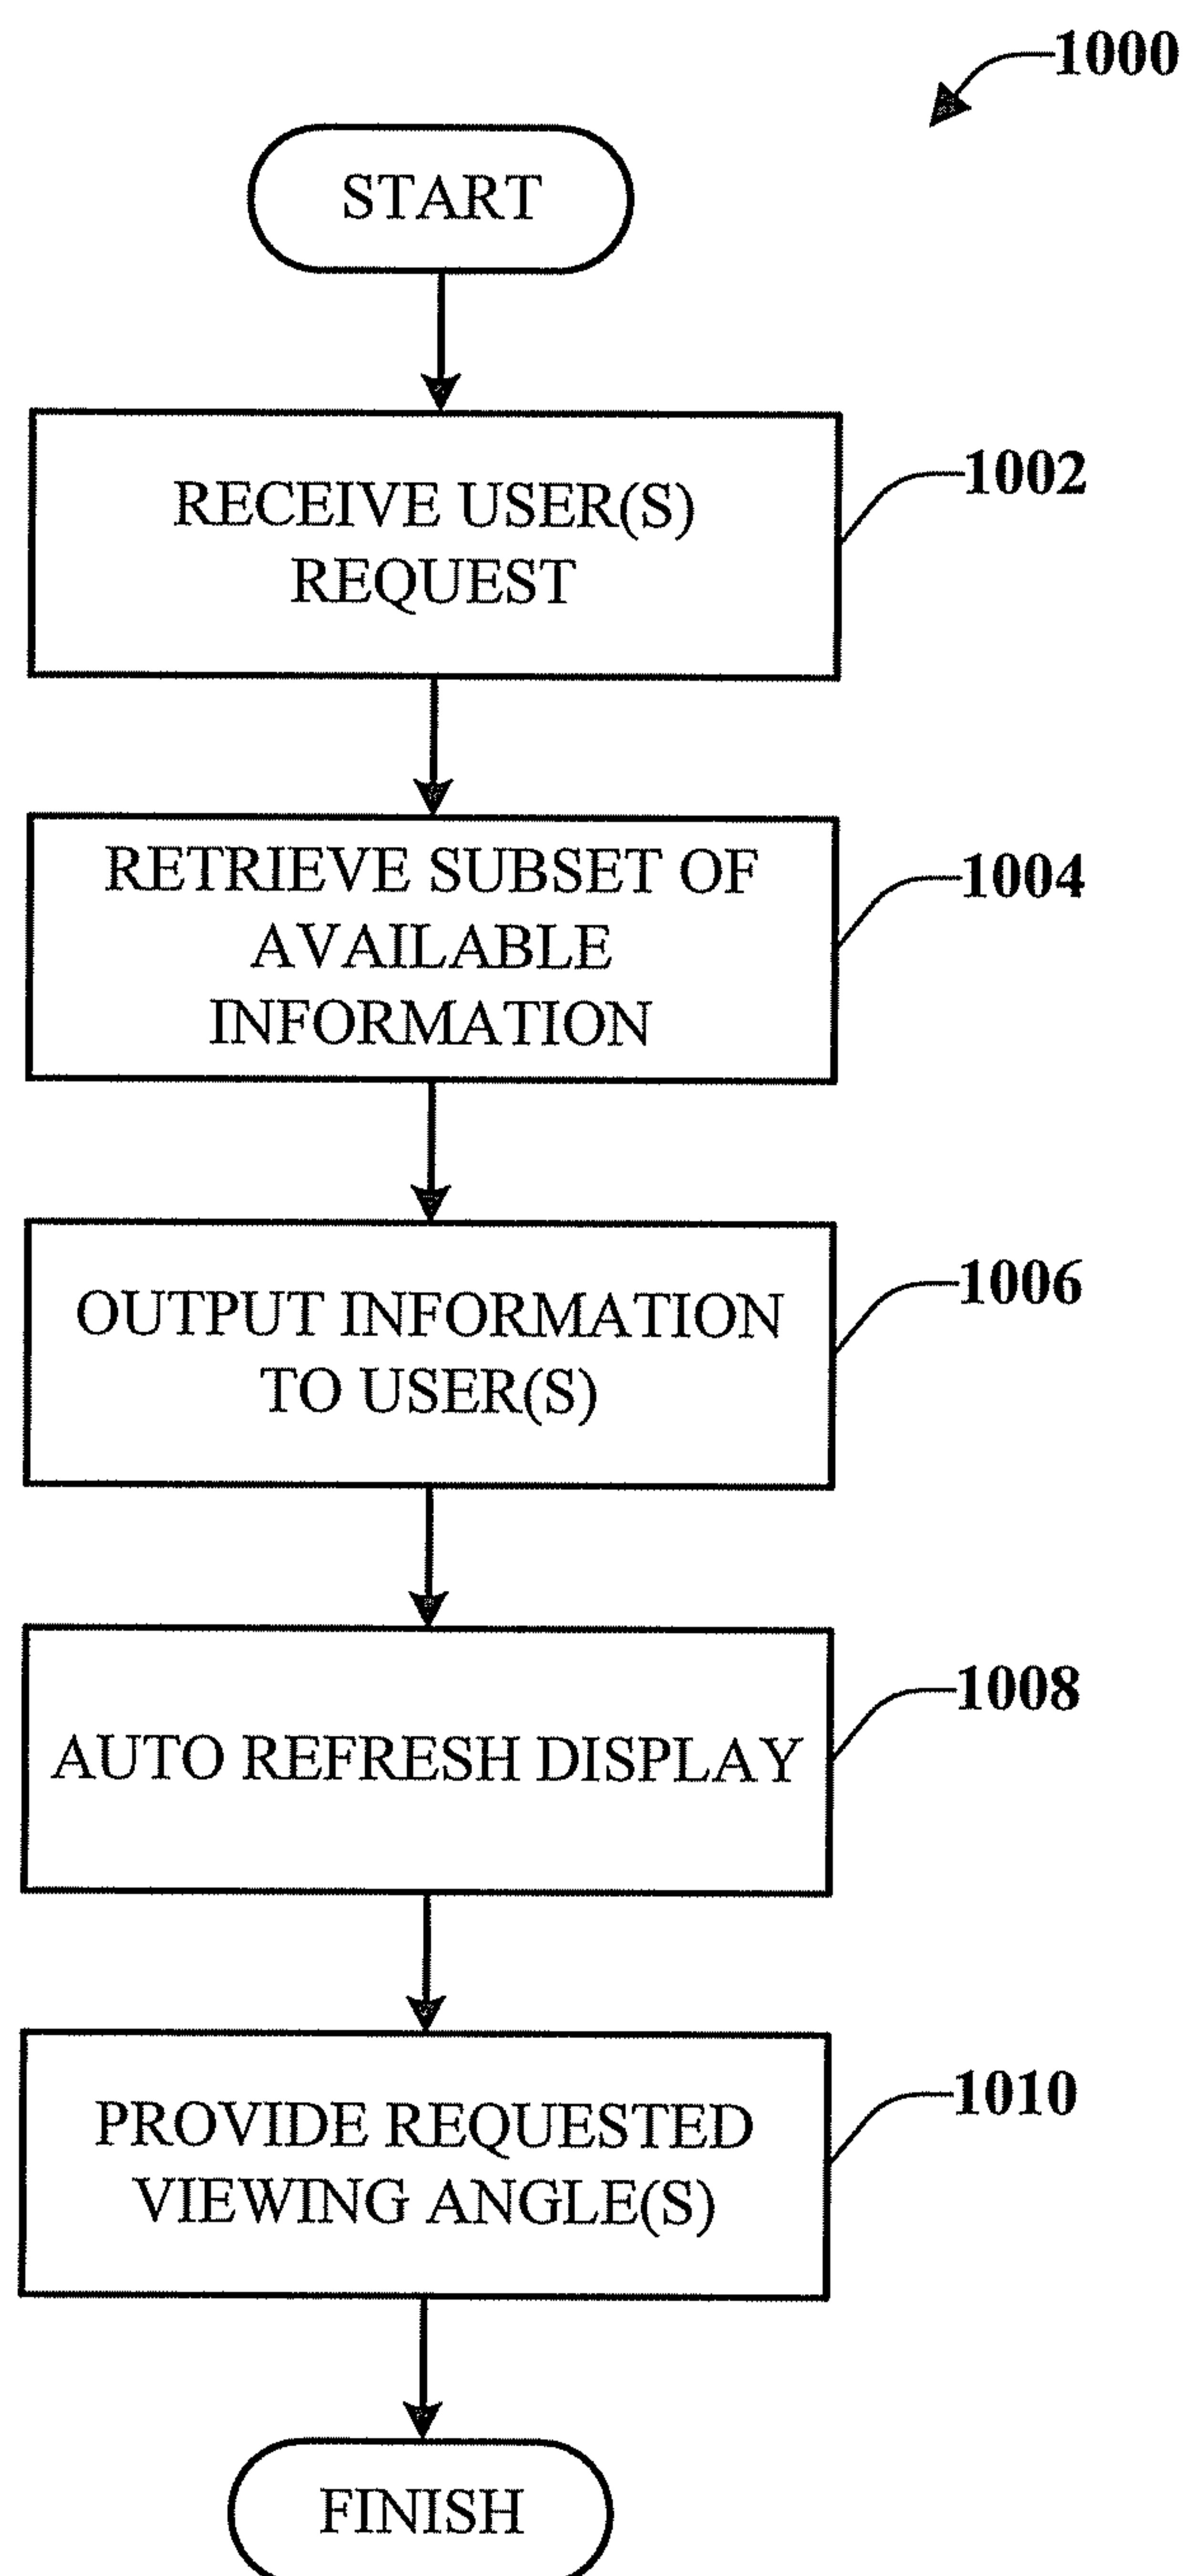 1000
START
RECEIVE USER(S)
REQUEST
1002
RETRIEVE SUBSET OF
AVAILABLE
INFORMATION
1004
OUTPUT INFORMATION
TO USER(S)
1006
AUTO REFRESH DISPLAY
1008
PROVIDE REQUESTED
VIEWING ANGLE(S)
1010
FINISH